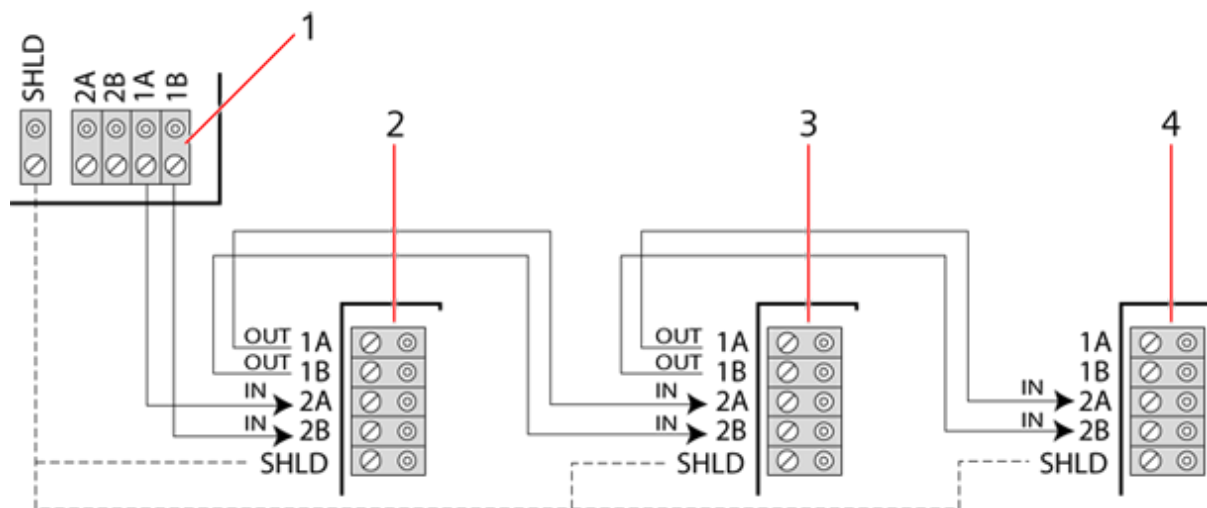 1
SHLD
2A
2B
1A
1B
2
3
4
OUT 1A
OUT 1B
IN 2A
IN 2B
SHLD
OUT 1A
OUT 1B
IN 2A
IN 2B
SHLD
1A
1B
IN 2A
IN 2B
SHLD